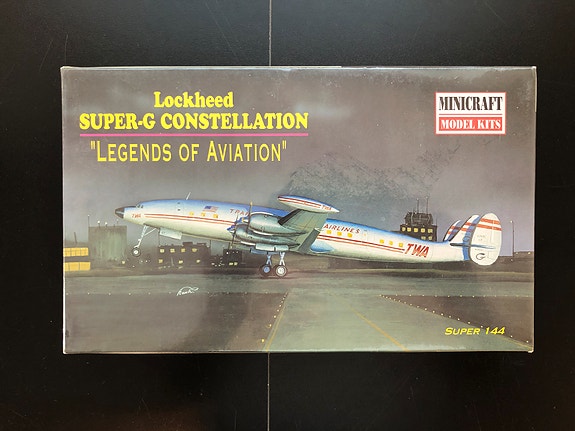 Lockheed
SUPER-G CONSTELLATION
"LEGENDS OF AVIATION"
MINICRAFT
MODEL KITS
TWA
AIRLINES
TWA
SUPER 144